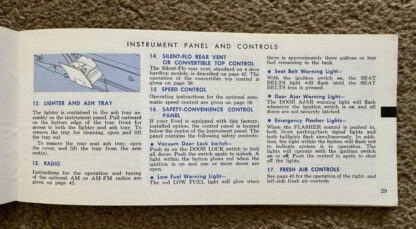 INSTRUMENT PANEL AND CONTROLS
12. LIGHTER AND ASH TRAY
The lighter is contained in the ash tray as-
sembly on the instrument panel. Pull outward
on the bottom edge of the tray front for
access to both the lighter and ash tray. To
remove the tray for cleaning, open and lift
the tray out.
To remove the rear seat ash tray, open
the cover, and lift the tray from the arm
rest(s).
13. RADIO
Instructions for the operation and tuning
of the optional AM or AM-FM radios are
given on page 40.
14. SILENT-FLO REAR VENT
OR CONVERTIBLE TOP CONTROL
The Silent-Flo rear vent, standard on 4 door
hardtop models, is described on page 42. The
operation of the convertible top control is
given on page 38.
15. SPEED CONTROL
Operating instructions for the optional auto-
matic speed control are given on page 36.
16. SAFETY-CONVENIENCE CONTROL
PANEL
If your Ford is equipped with this factory-
installed option, the control panel is located
below the center of the instrument panel. The
panel contains the following safety controls:
● Vacuum Door Lock Switch—
Push in on the DOOR LOCK switch to lock
all doors. Push the switch again to unlock. A
light within the button glows red when the
ignition is on and one or more doors are
open.
● Low Fuel Warning Light—
The red LOW FUEL light will glow when
there is approximately three gallons or less
fuel remaining in the tank.
● Seat Belt Warning Light—
With the ignition switch on, the SEAT
BELTS light will flash until the SEAT
BELTS lens is pressed.
● Door Ajar Warning Light—
The DOOR AJAR warning light will flash
whenever the ignition switch is on and all
doors are not securely latched.
● Emergency Flasher Lights—
When the FLASHER control is pushed in,
both front parking/turn signal lights and
both taillights flash simultaneously. In addi-
tion, the light within the button will flash red
to indicate system is in operation. The
lights will operate with the ignition switch
on or off. Push the control in again to shut
off the lights.
17. FRESH AIR CONTROLS
See page 40 for the operation of the right- and
left-side fresh air controls.
29